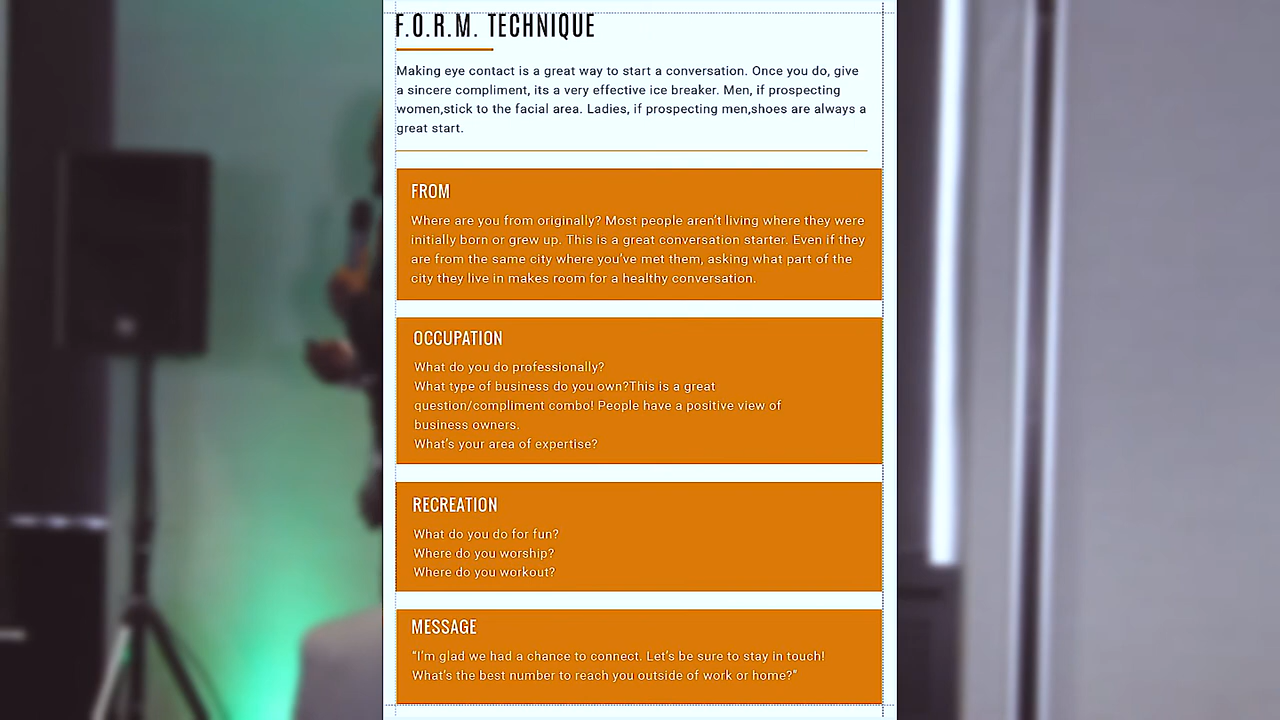 F.O.R.M. TECHNIQUE
Making eye contact is a great way to start a conversation. Once you do, give
a sincere compliment, its a very effective ice breaker. Men, if prospecting
women,stick to the facial area. Ladies, if prospecting men,shoes are always a
great start.
FROM
Where are you from originally? Most people aren't living where they were
initially born or grew up. This is a great conversation starter. Even if they
are from the same city where you've met them, asking what part of the
city they live in makes room for a healthy conversation.
OCCUPATION
What do you do professionally?
What type of business do you own?This is a great
question/compliment combo! People have a positive view of
business owners.
What's your area of expertise?
RECREATION
What do you do for fun?
Where do you worship?
Where do you workout?
MESSAGE
“I'm glad we had a chance to connect. Let's be sure to stay in touch!
What's the best number to reach you outside of work or home?”